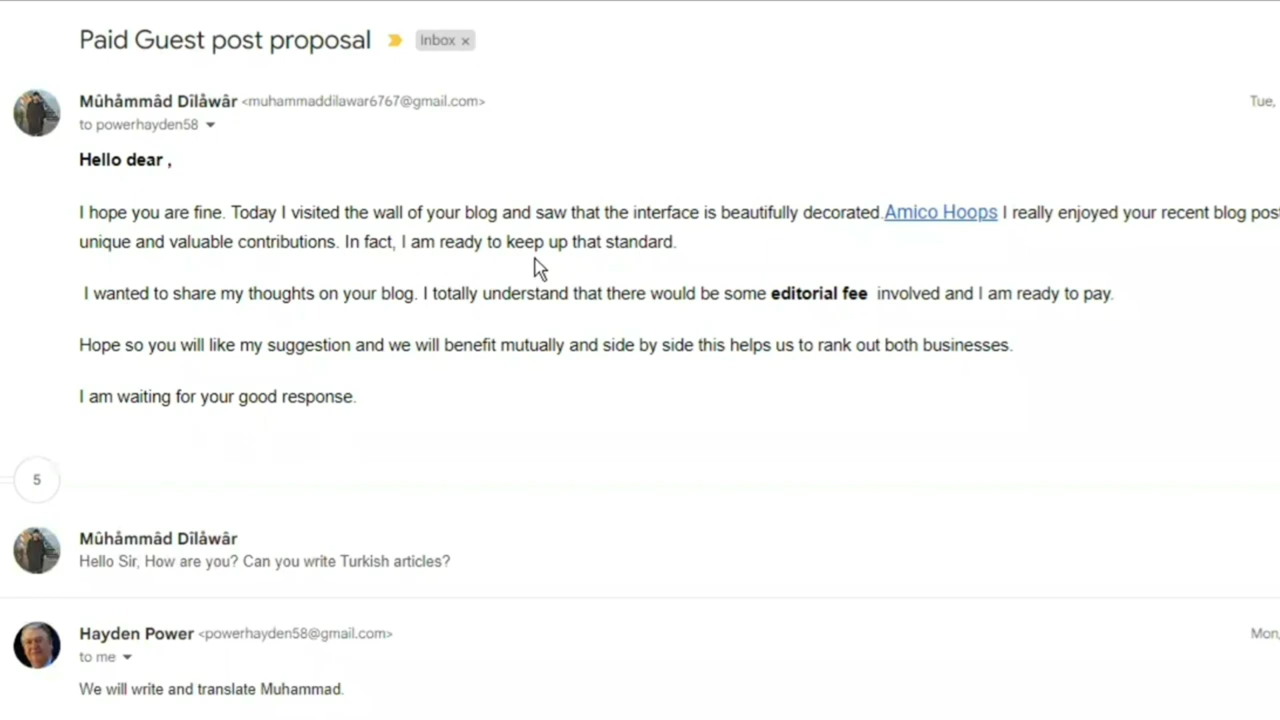 Paid Guest post proposal Inbox ×
Mûhåmmâd Dîlåwâr <muhammaddilawar6767@gmail.com> Tue,
to powerhayden58
Hello dear ,
I hope you are fine. Today I visited the wall of your blog and saw that the interface is beautifully decorated.Amico Hoops I really enjoyed your recent blog post
unique and valuable contributions. In fact, I am ready to keep up that standard.
I wanted to share my thoughts on your blog. I totally understand that there would be some editorial fee involved and I am ready to pay.
Hope so you will like my suggestion and we will benefit mutually and side by side this helps us to rank out both businesses.
I am waiting for your good response.
5
Mûhåmmâd Dîlåwâr
Hello Sir, How are you? Can you write Turkish articles?
Hayden Power <powerhayden58@gmail.com> Mon,
to me
We will write and translate Muhammad.